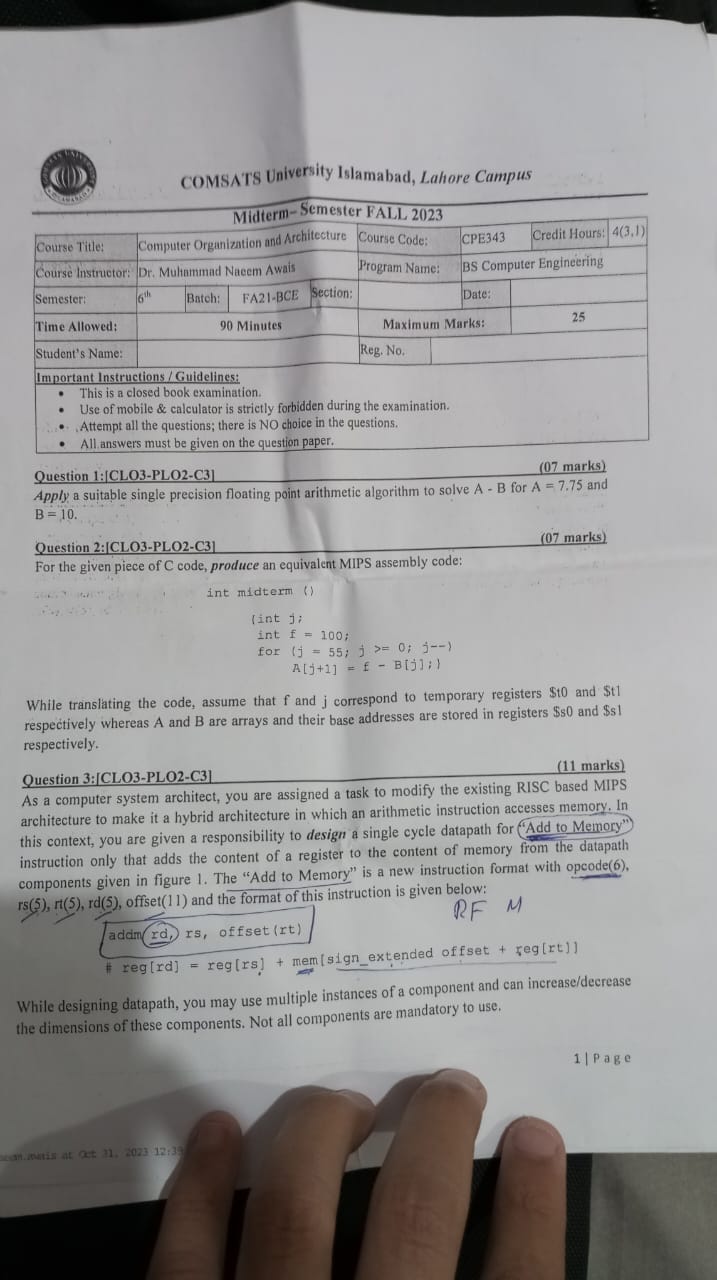 COMSATS University Islamabad, Lahore Campus
Midterm- Semester FALL 2023
Course Title: Computer Organization and Architecture Course Code: CPE343 Credit Hours: 4(3,1)
Course Instructor: Dr. Muhammad Naeem Awais Program Name: BS Computer Engineering
Semester: 6th Batch: FA21-BCE Section: Date:
Time Allowed: 90 Minutes Maximum Marks: 25
Student's Name: Reg. No.
Important Instructions / Guidelines:
• This is a closed book examination.
• Use of mobile & calculator is strictly forbidden during the examination.
• Attempt all the questions; there is NO choice in the questions.
• All answers must be given on the question paper.
Question 1:[CLO3-PLO2-C3] (07 marks)
Apply a suitable single precision floating point arithmetic algorithm to solve A - B for A = 7.75 and
B = 10.
Question 2:[CLO3-PLO2-C3] (07 marks)
For the given piece of C code, produce an equivalent MIPS assembly code:
int midterm ()
{int j;
int f = 100;
for (j = 55; j >= 0; j--)
A[j+1] = f - B[j];}
While translating the code, assume that f and j correspond to temporary registers $t0 and $t1
respectively whereas A and B are arrays and their base addresses are stored in registers $s0 and $s1
respectively.
Question 3:[CLO3-PLO2-C3] (11 marks)
As a computer system architect, you are assigned a task to modify the existing RISC based MIPS
architecture to make it a hybrid architecture in which an arithmetic instruction accesses memory. In
this context, you are given a responsibility to design a single cycle datapath for "Add to Memory"
instruction only that adds the content of a register to the content of memory from the datapath
components given in figure 1. The "Add to Memory" is a new instruction format with opcode(6),
rs(5), rt(5), rd(5), offset(11) and the format of this instruction is given below:
RF M
addm rd, rs, offset(rt)
# reg[rd] = reg[rs] + mem[sign_extended offset + reg[rt]]
While designing datapath, you may use multiple instances of a component and can increase/decrease
the dimensions of these components. Not all components are mandatory to use.
1 | Page
at Oct 31, 2023 12:39